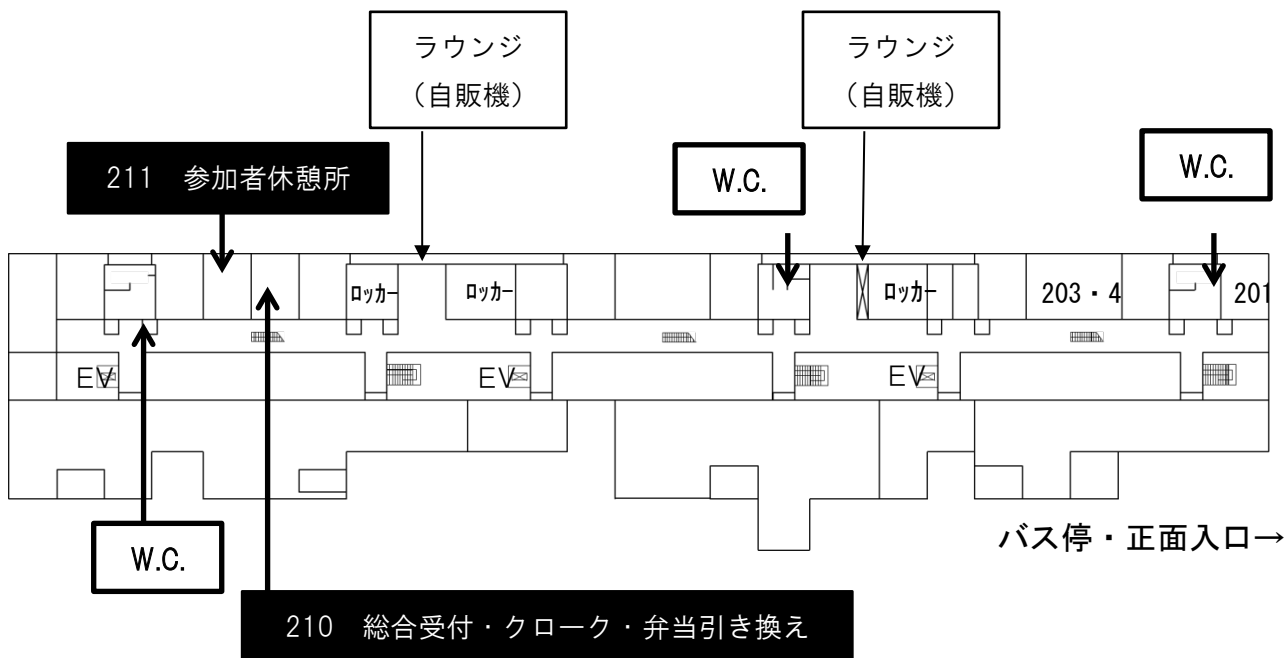 ラウンジ
(自販機)
ラウンジ
(自販機)
211 参加者休憩所
W.C.
W.C.
ロッカー
ロッカー
ロッカー
203・4
201
EV
EV
EV
バス停・正面入口→
W.C.
210 総合受付・クローク・弁当引き換え